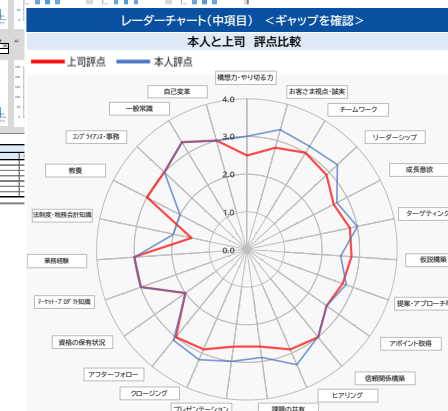 レーダーチャート(中項目) ＜ギャップを確認＞
本人と上司 評点比較
上司評点 本人評点
構想力・やり切る力
自己変革 お客さま視点・誠実
一般常識 チームワーク
コンプライアンス・事務 リーダーシップ
教養 成長意欲
法制度・税務会計知識 ターゲティング
業務経験 仮説構築
提案・アプローチ
資格の保有状況 アポイント取得
アフターフォロー 信頼関係構築
クロージング ヒアリング
プレゼンテーション 課題の共有
4.0
3.0
2.0
1.0
0.0